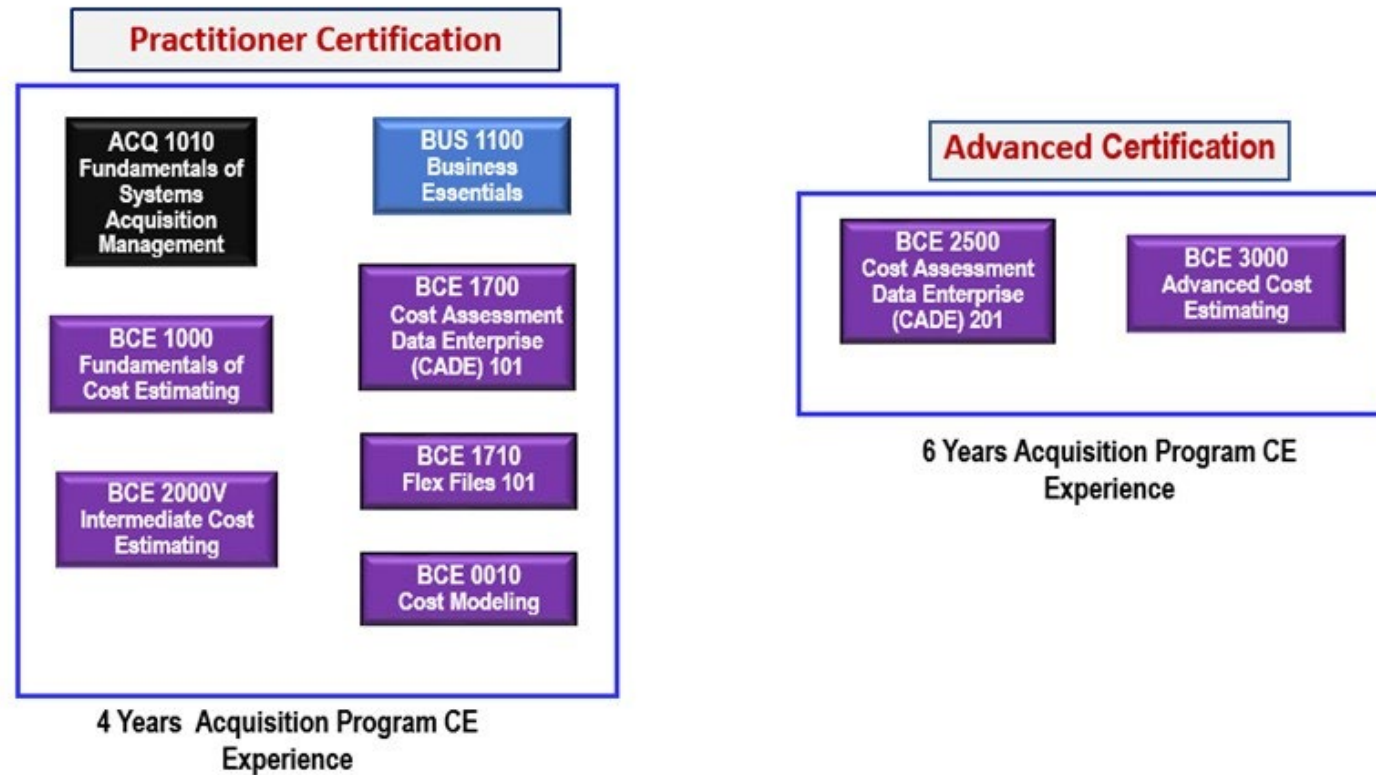 Practitioner Certification
ACQ 1010
Fundamentals of
Systems
Acquisition
Management
BUS 1100
Business
Essentials
BCE 1000
Fundamentals of
Cost Estimating
BCE 1700
Cost Assessment
Data Enterprise
(CADE) 101
BCE 2000V
Intermediate Cost
Estimating
BCE 1710
Flex Files 101
BCE 0010
Cost Modeling
4 Years Acquisition Program CE
Experience
Advanced Certification
BCE 2500
Cost Assessment
Data Enterprise
(CADE) 201
BCE 3000
Advanced Cost
Estimating
6 Years Acquisition Program CE
Experience